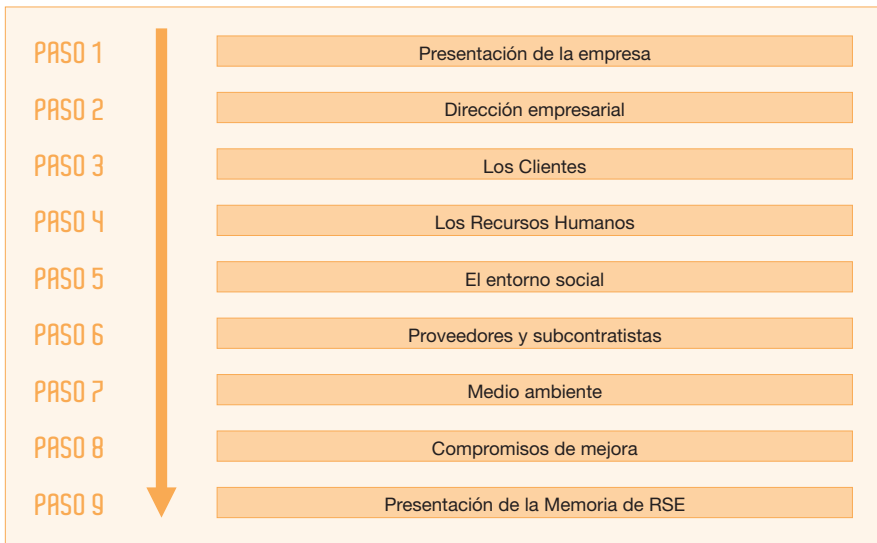 PASO 1 Presentación de la empresa
PASO 2 Dirección empresarial
PASO 3 Los Clientes
PASO 4 Los Recursos Humanos
PASO 5 El entorno social
PASO 6 Proveedores y subcontratistas
PASO 7 Medio ambiente
PASO 8 Compromisos de mejora
PASO 9 Presentación de la Memoria de RSE